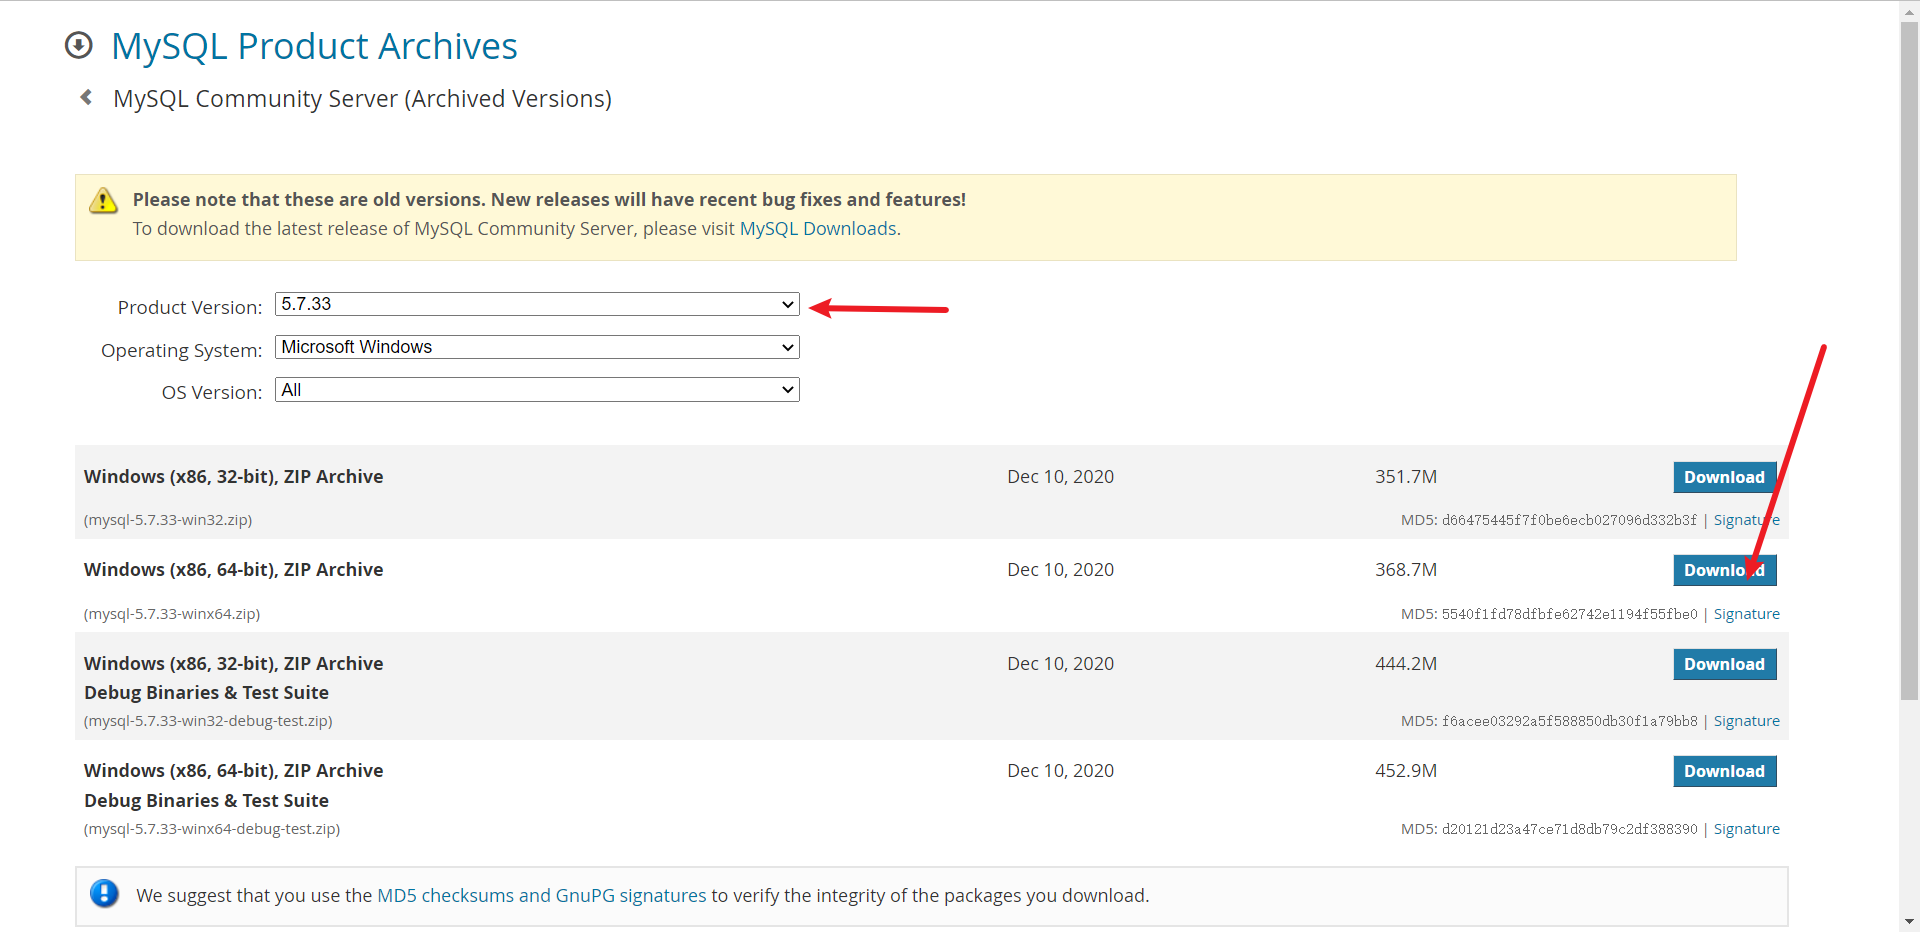 MySQL Product Archives
MySQL Community Server (Archived Versions)
Please note that these are old versions. New releases will have recent bug fixes and features!
To download the latest release of MySQL Community Server, please visit MySQL Downloads.
Product Version: 5.7.33
Operating System: Microsoft Windows
OS Version: All
Windows (x86, 32-bit), ZIP Archive Dec 10, 2020 351.7M Download
(mysql-5.7.33-win32.zip) MD5: d66475445f7f0be6ecb027096d332b3f | Signature
Windows (x86, 64-bit), ZIP Archive Dec 10, 2020 368.7M Download
(mysql-5.7.33-winx64.zip) MD5: 5540f1fd78dfbfe62742e1194f55fbe0 | Signature
Windows (x86, 32-bit), ZIP Archive Dec 10, 2020 444.2M Download
Debug Binaries & Test Suite
(mysql-5.7.33-win32-debug-test.zip) MD5: f6acee03292a5f588850db30f1a79bb8 | Signature
Windows (x86, 64-bit), ZIP Archive Dec 10, 2020 452.9M Download
Debug Binaries & Test Suite
(mysql-5.7.33-winx64-debug-test.zip) MD5: d20121d23a47ce71d8db79c2df388390 | Signature
We suggest that you use the MD5 checksums and GnuPG signatures to verify the integrity of the packages you download.